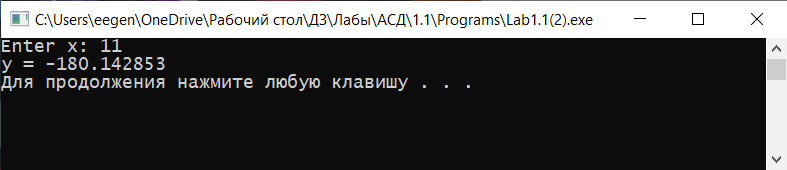 C:\Users\eegen\OneDrive\Рабочий стол\ДЗ\Лабы\АСД\1.1\Programs\Lab1.1(2).exe
Enter x: 11
y = -180.142853
Для продолжения нажмите любую клавишу . . .